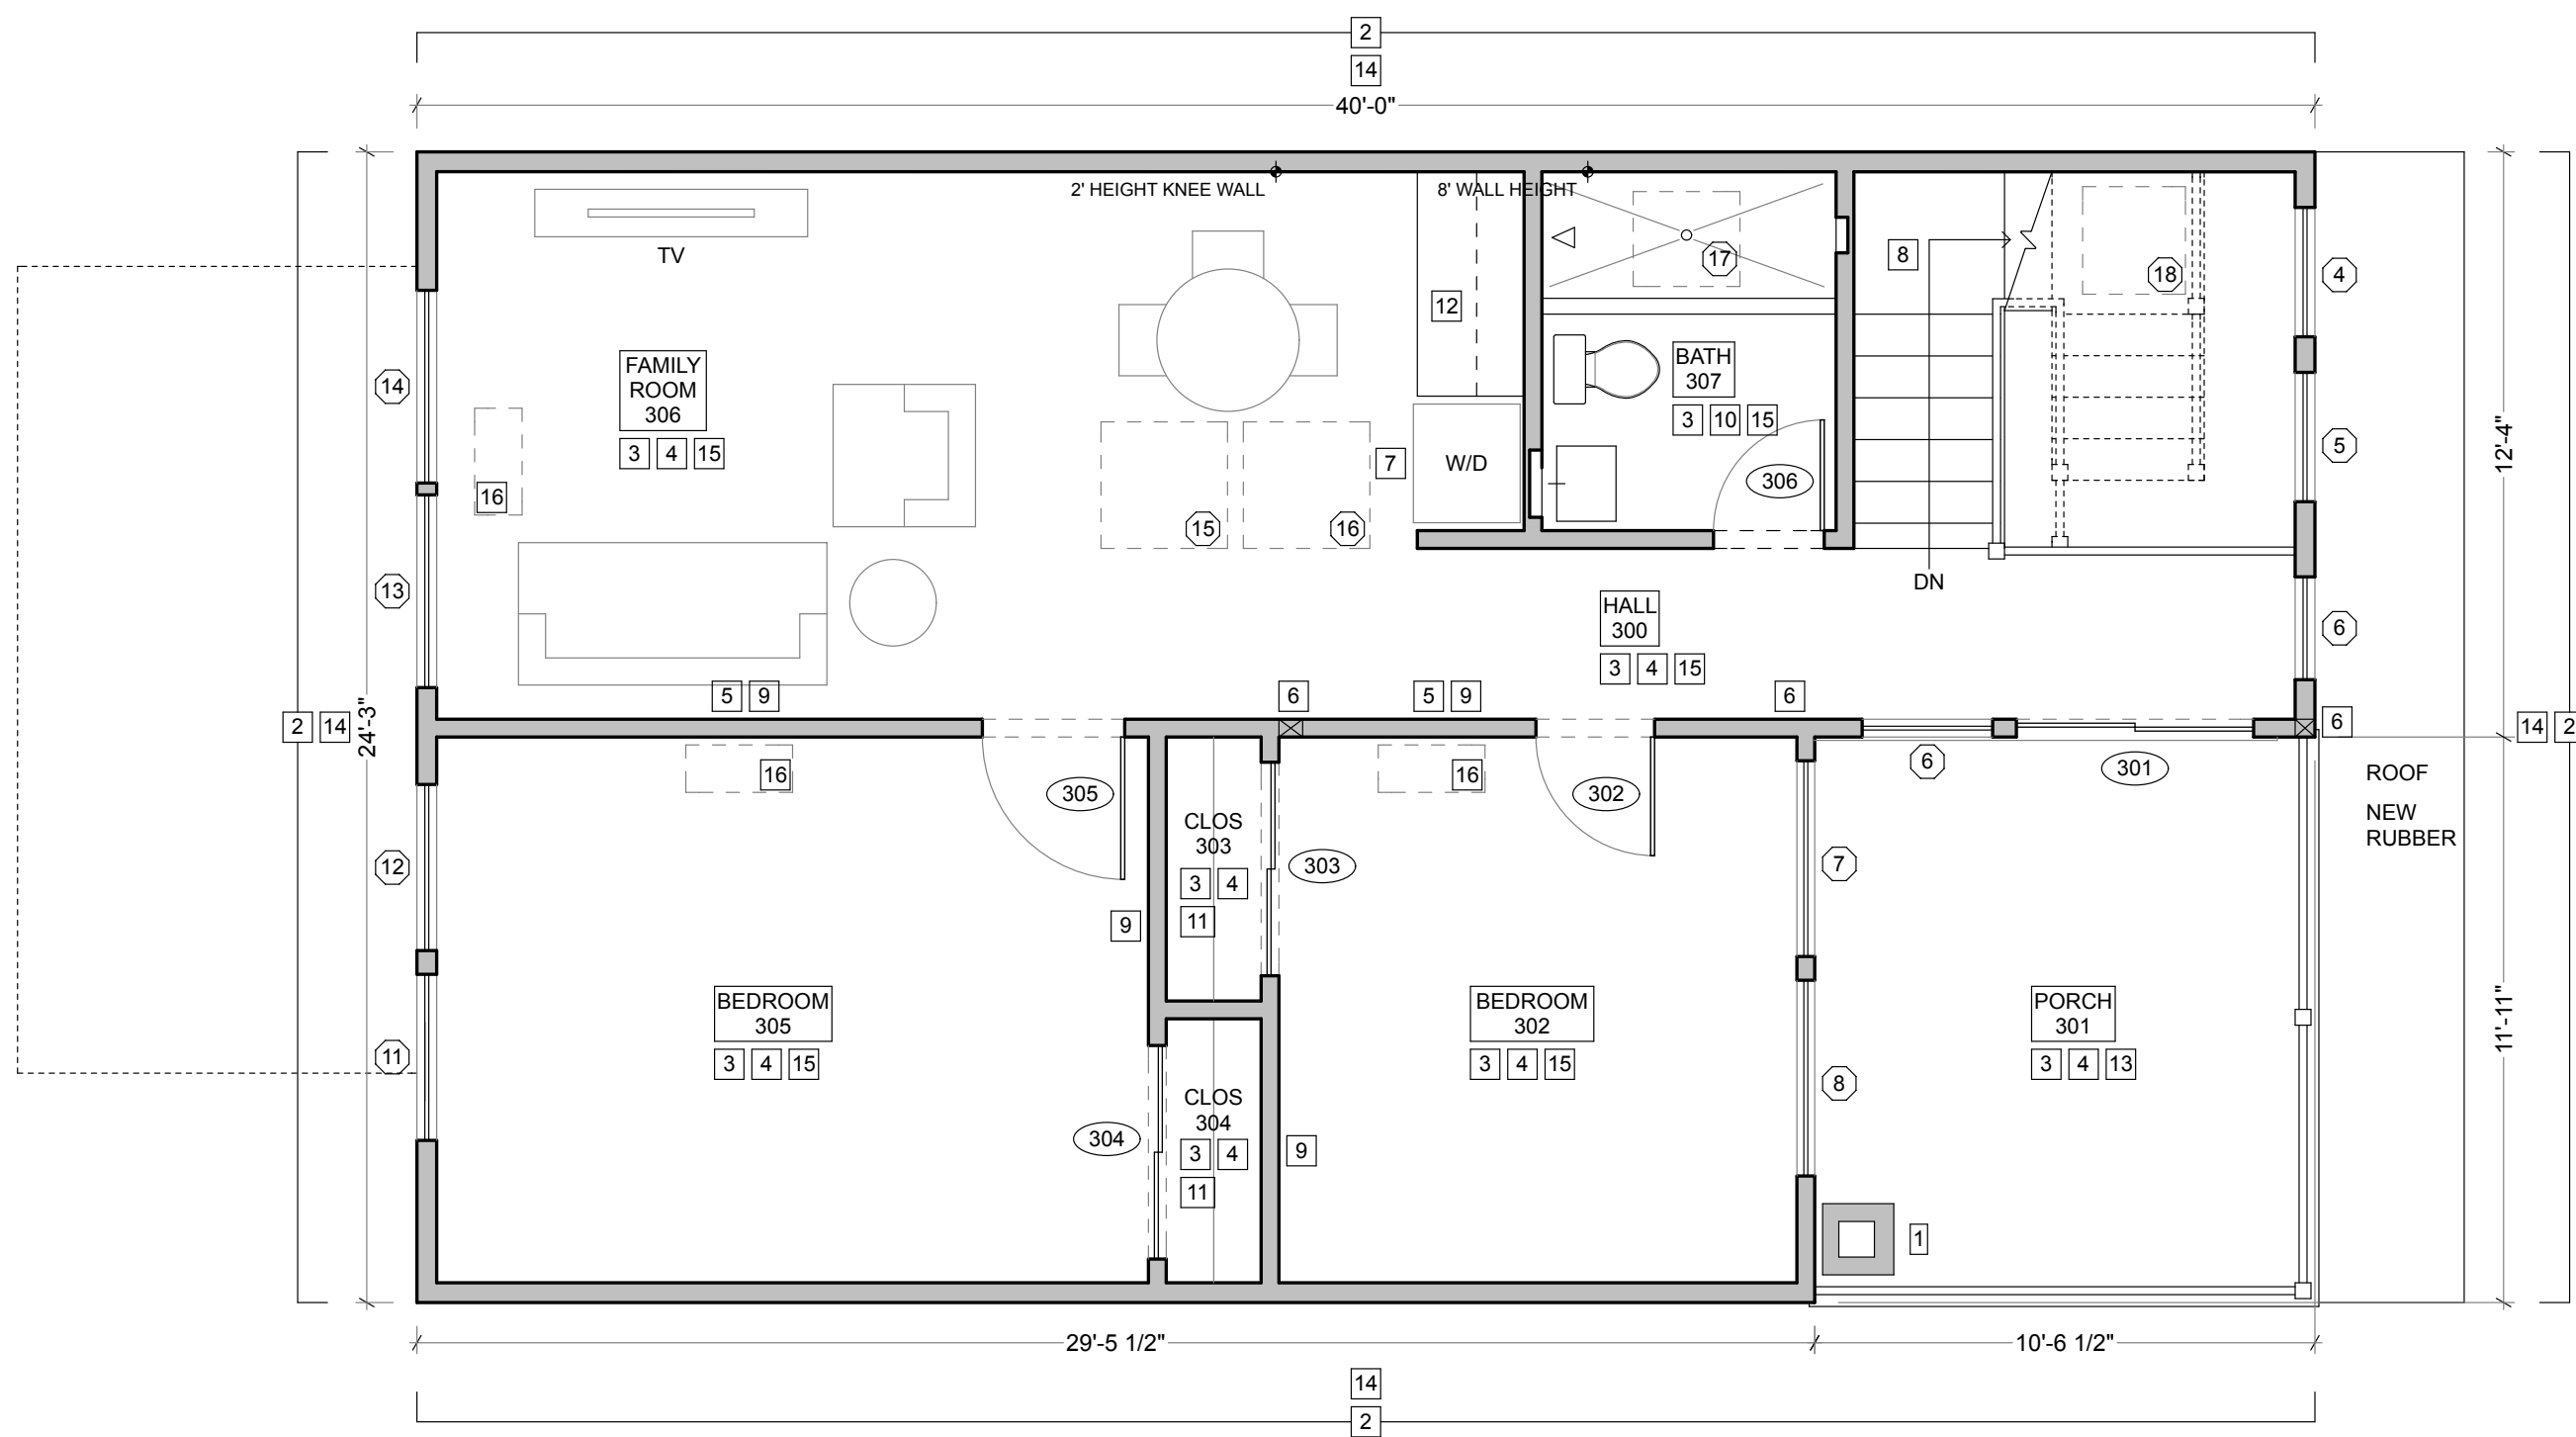 2
14
40'-0"
2' HEIGHT KNEE WALL
8' WALL HEIGHT
TV
17
8
18
4
12
FAMILY
ROOM
306
3 4 15
14
16
BATH
307
3 10 15
5
7
W/D
306
15
16
13
DN
HALL
300
3 4 15
6
5 9
6
5 9
6
2 14
24'-3"
12'-4"
6
14 2
16
305
16
302
6
301
ROOF
NEW
RUBBER
CLOS
303
3 4
11
303
12
9
7
BEDROOM
305
3 4 15
BEDROOM
302
3 4 15
PORCH
301
3 4 13
11'-11"
11
8
CLOS
304
3 4
11
304
9
1
29'-5 1/2"
10'-6 1/2"
14
2